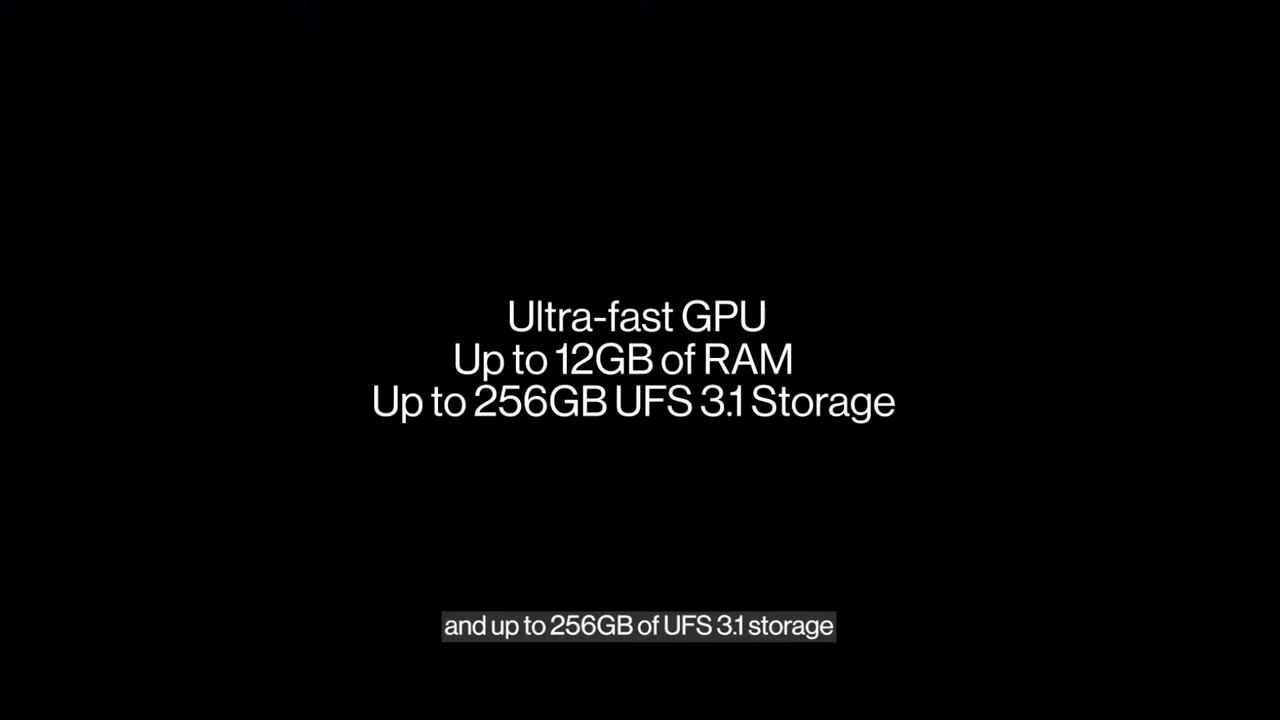 Ultra-fast GPU
Up to 12GB of RAM
Up to 256GB UFS 3.1 Storage
and up to 256GB of UFS 3.1 storage